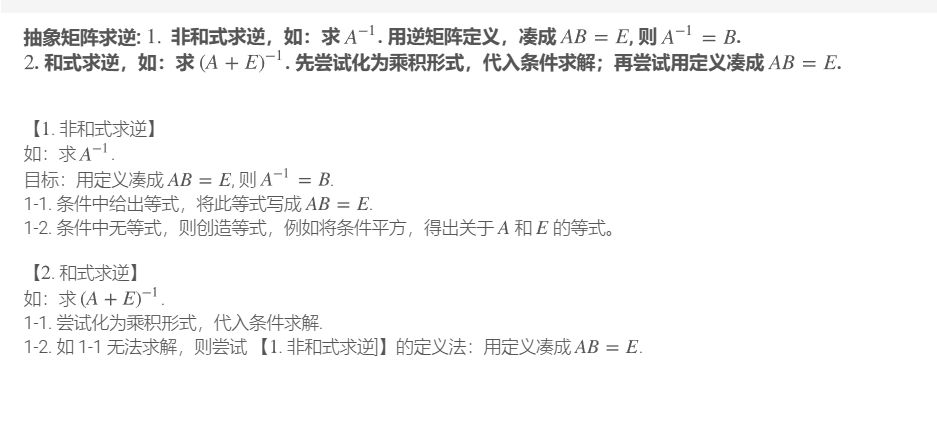 抽象矩阵求逆: 1. 非和式求逆，如：求 A⁻¹. 用逆矩阵定义，凑成 AB = E, 则 A⁻¹ = B.
2. 和式求逆，如：求 (A + E)⁻¹. 先尝试化为乘积形式，代入条件求解；再尝试用定义凑成 AB = E.
【1. 非和式求逆】
如：求 A⁻¹.
目标：用定义凑成 AB = E, 则 A⁻¹ = B.
1-1. 条件中给出等式，将此等式写成 AB = E.
1-2. 条件中无等式，则创造等式，例如将条件平方，得出关于 A 和 E 的等式。
【2. 和式求逆】
如：求 (A + E)⁻¹.
1-1. 尝试化为乘积形式，代入条件求解.
1-2. 如 1-1 无法求解，则尝试 【1. 非和式求逆]】的定义法：用定义凑成 AB = E.